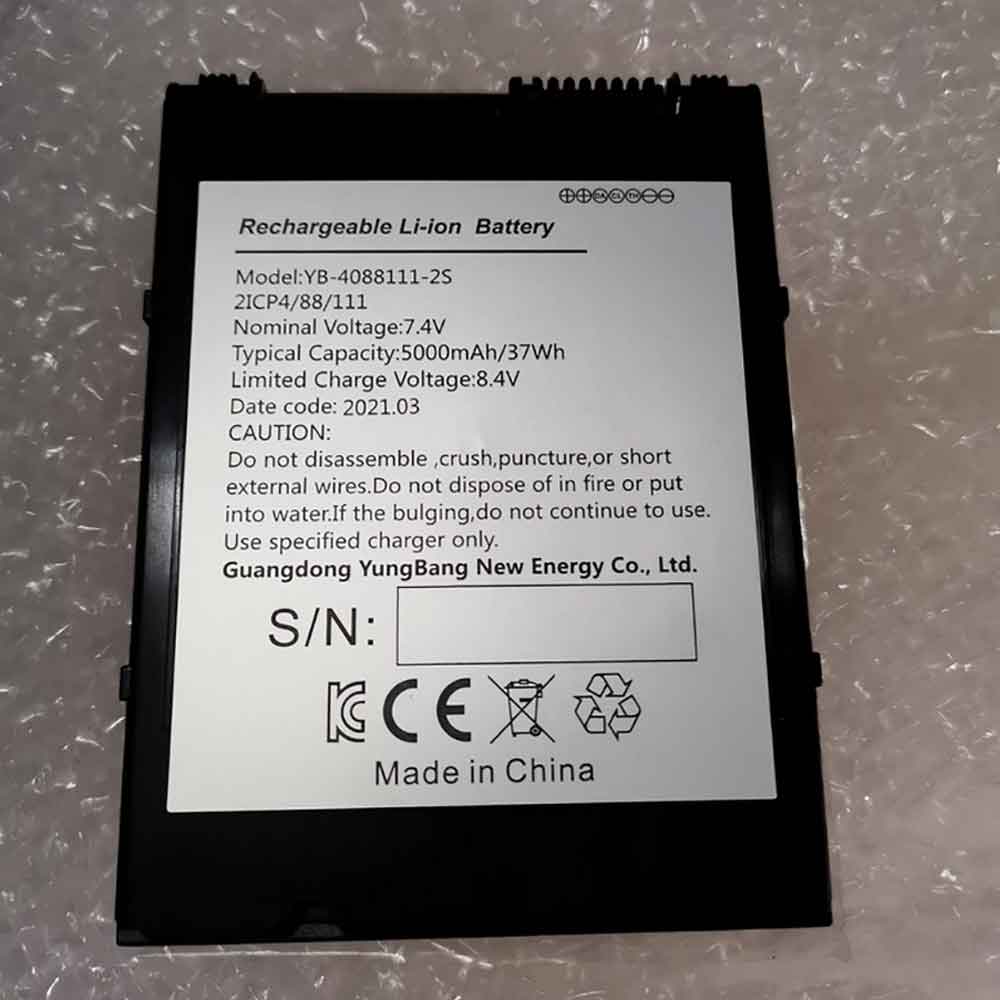 ⊕⊕DACLTH⊖⊖
Rechargeable Li-ion Battery
Model:YB-4088111-2S
2ICP4/88/111
Nominal Voltage:7.4V
Typical Capacity:5000mAh/37Wh
Limited Charge Voltage:8.4V
Date code: 2021.03
CAUTION:
Do not disassemble ,crush,puncture,or short
external wires.Do not dispose of in fire or put
into water.If the bulging,do not continue to use.
Use specified charger only.
Guangdong YungBang New Energy Co., Ltd.
S/N:
KC CE
Made in China